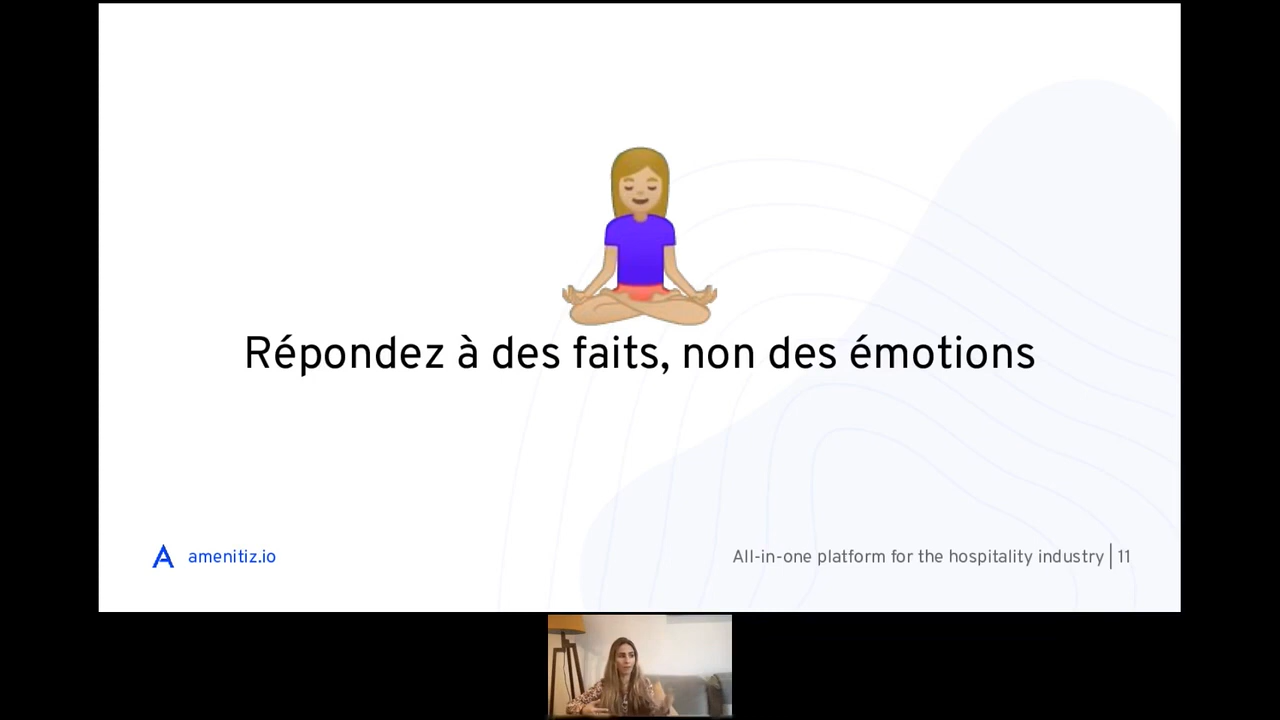 Répondez à des faits, non des émotions
amenitiz.io
All-in-one platform for the hospitality industry | 11